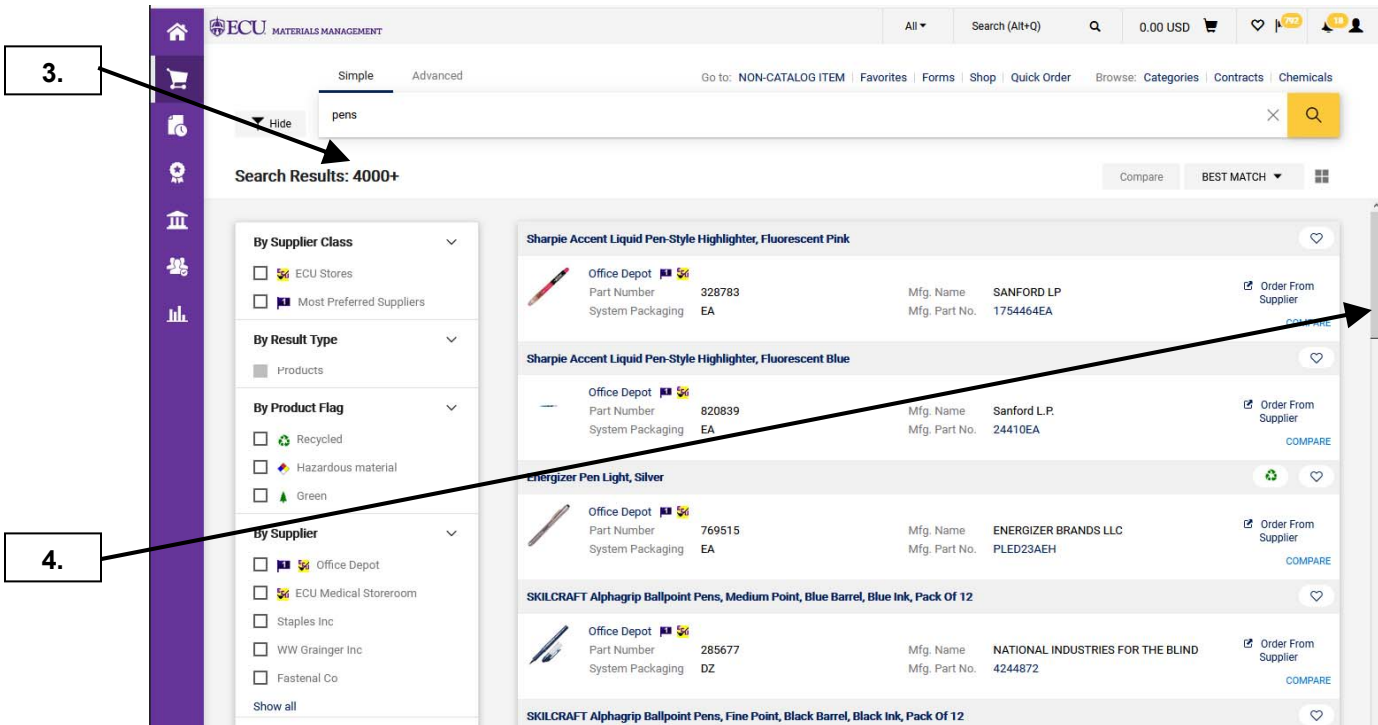 ECU MATERIALS MANAGEMENT
All
Search (Alt+Q)
0.00 USD
792
18
3.
Simple Advanced
Go to: NON-CATALOG ITEM | Favorites | Forms | Shop | Quick Order Browse: Categories | Contracts | Chemicals
Hide
pens
Search Results: 4000+
Compare
BEST MATCH
By Supplier Class
ECU Stores
Most Preferred Suppliers
By Result Type
Products
By Product Flag
Recycled
Hazardous material
Green
4.
By Supplier
Office Depot
ECU Medical Storeroom
Staples Inc
WW Grainger Inc
Fastenal Co
Show all
Sharpie Accent Liquid Pen-Style Highlighter, Fluorescent Pink
Office Depot
Part Number 328783 Mfg. Name SANFORD LP
System Packaging EA Mfg. Part No. 1754464EA
Order From
Supplier
COMPARE
Sharpie Accent Liquid Pen-Style Highlighter, Fluorescent Blue
Office Depot
Part Number 820839 Mfg. Name Sanford L.P.
System Packaging EA Mfg. Part No. 24410EA
Order From
Supplier
COMPARE
Energizer Pen Light, Silver
Office Depot
Part Number 769515 Mfg. Name ENERGIZER BRANDS LLC
System Packaging EA Mfg. Part No. PLED23AEH
Order From
Supplier
COMPARE
SKILCRAFT Alphagrip Ballpoint Pens, Medium Point, Blue Barrel, Blue Ink, Pack Of 12
Office Depot
Part Number 285677 Mfg. Name NATIONAL INDUSTRIES FOR THE BLIND
System Packaging DZ Mfg. Part No. 4244872
Order From
Supplier
COMPARE
SKILCRAFT Alphagrip Ballpoint Pens, Fine Point, Black Barrel, Black Ink, Pack Of 12